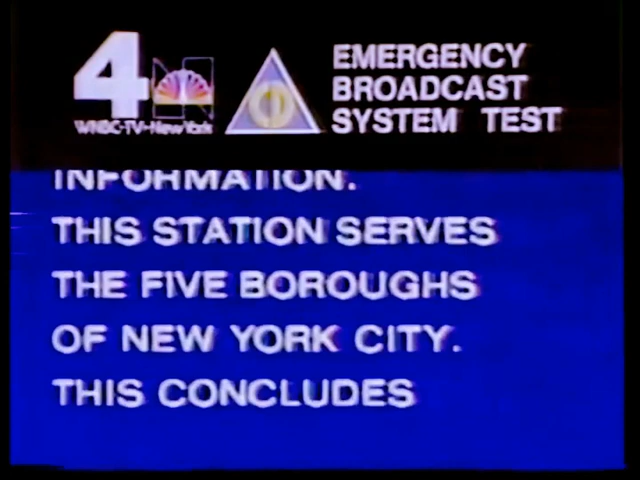 4
WNBC-TV-New York
EMERGENCY
BROADCAST
SYSTEM TEST
INFORMATION.
THIS STATION SERVES
THE FIVE BOROUGHS
OF NEW YORK CITY.
THIS CONCLUDES